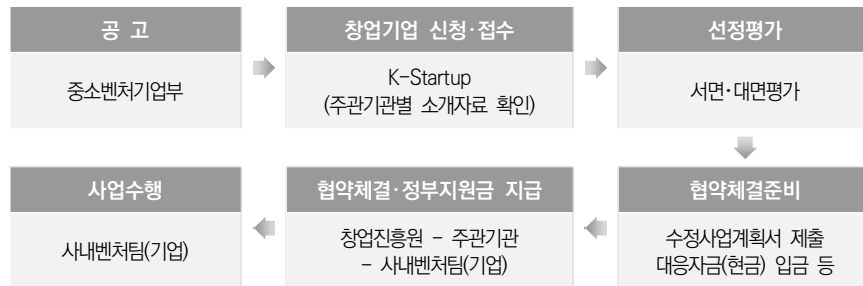 공 고
중소벤처기업부
창업기업 신청·접수
K-Startup
(주관기관별 소개자료 확인)
선정평가
서면·대면평가
협약체결준비
수정사업계획서 제출
대응자금(현금) 입금 등
협약체결·정부지원금 지급
창업진흥원 - 주관기관
- 사내벤처팀(기업)
사업수행
사내벤처팀(기업)